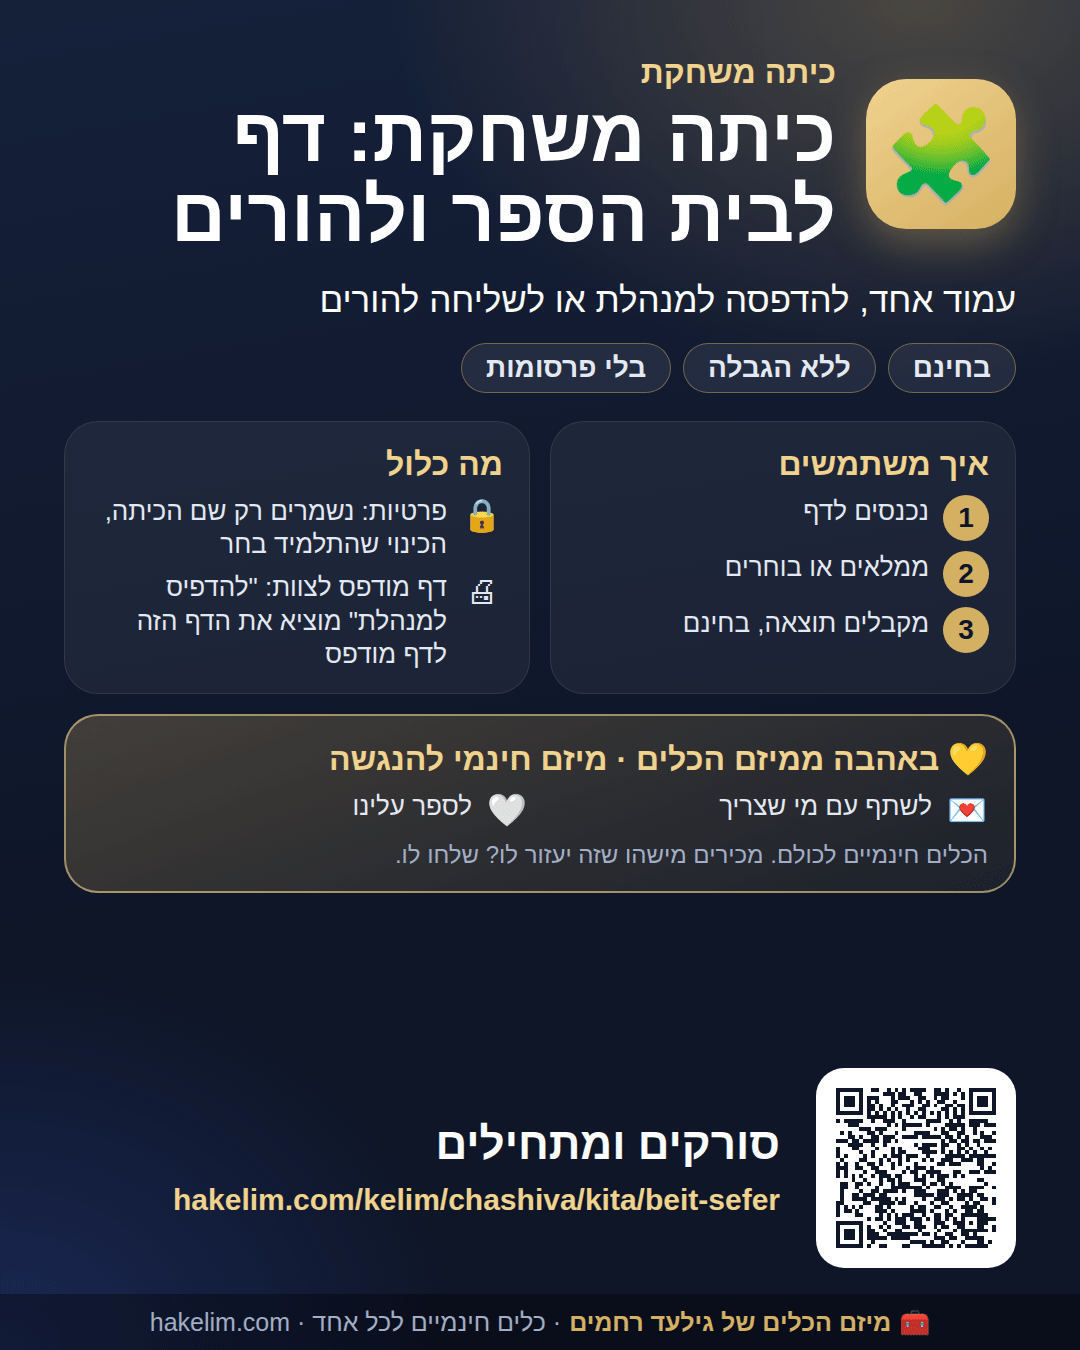 כיתה משחקת
כיתה משחקת: דף
לבית הספר ולהורים
עמוד אחד, להדפסה למנהלת או לשליחה להורים
בחינם
ללא הגבלה
בלי פרסומות
איך משתמשים
1 נכנסים לדף
2 ממלאים או בוחרים
3 מקבלים תוצאה, בחינם
מה כלול
פרטיות: נשמרים רק שם הכיתה,
הכינוי שהתלמיד בחר
דף מודפס לצוות: "להדפיס
למנהלת" מוציא את הדף הזה
לדף מודפס
באהבה ממיזם הכלים · מיזם חינמי להנגשה
לשתף עם מי שצריך
לספר עלינו
הכלים חינמיים לכולם. מכירים מישהו שזה יעזור לו? שלחו לו.
סורקים ומתחילים
hakelim.com/kelim/chashiva/kita/beit-sefer
מיזם הכלים של גילעד רחמים · כלים חינמיים לכל אחד · hakelim.com